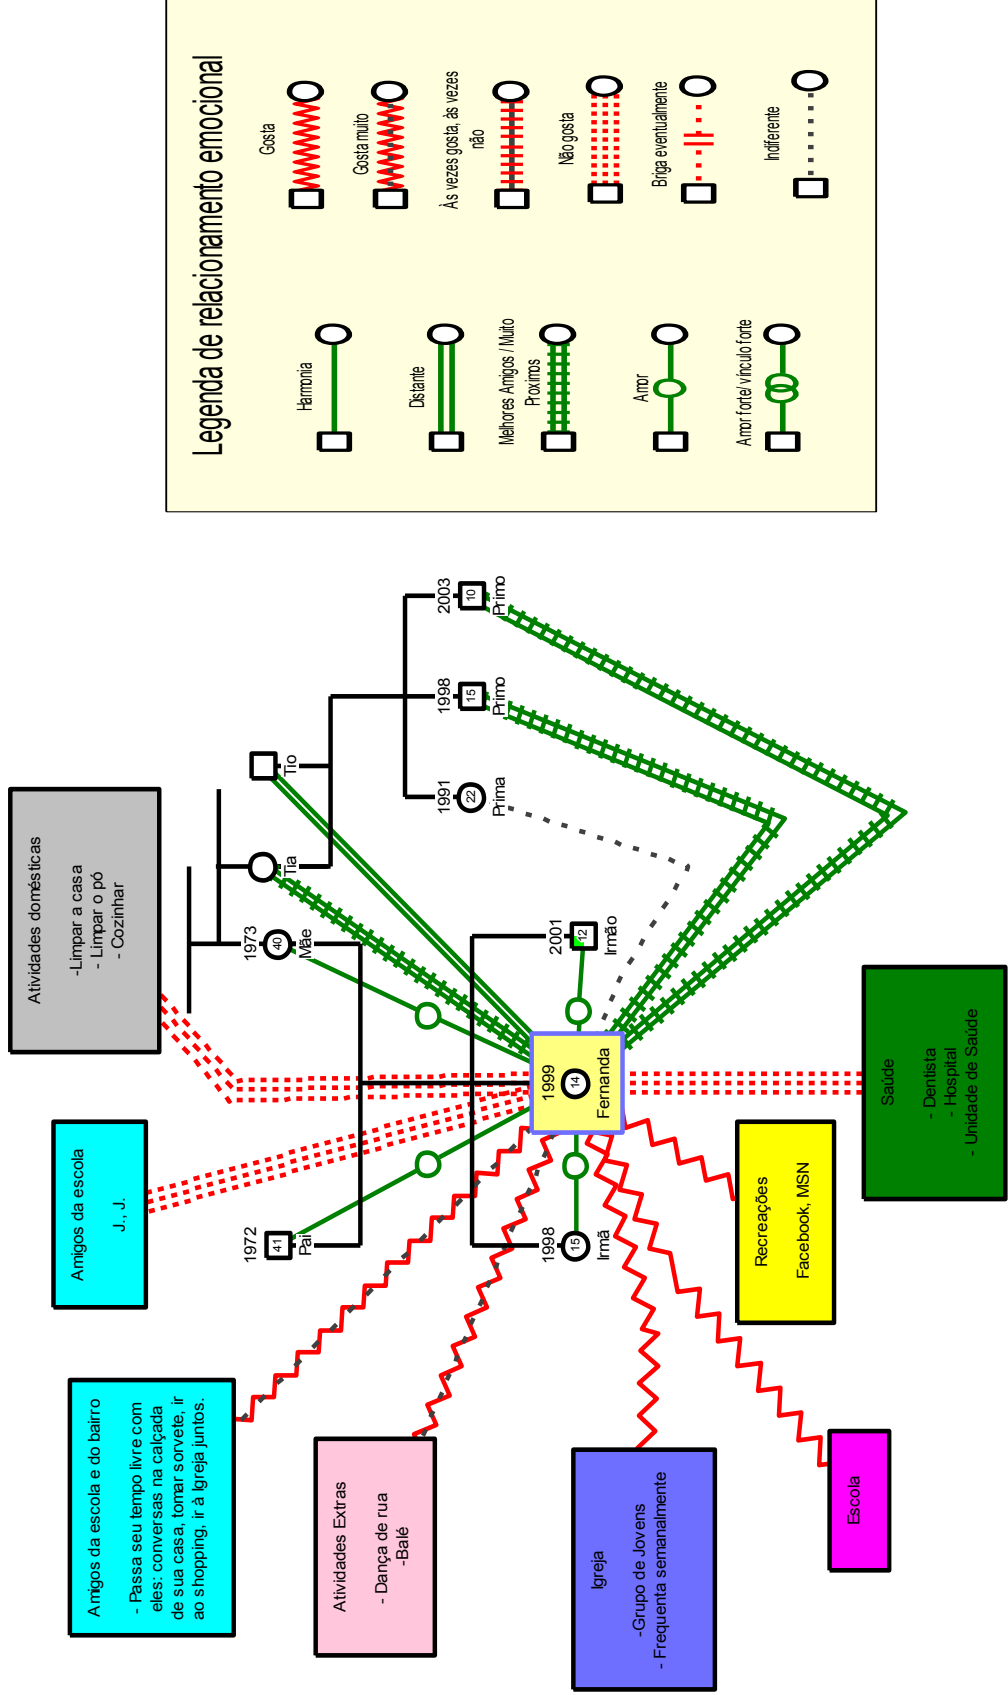 Amigos da escola e do bairro
- Passa seu tempo livre com
eles: conversas na calçada
de sua casa, tomar sorvete, ir
ao shopping, ir à Igreja juntos.
Amigos da escola
J., J.
Atividades domésticas
-Limpar a casa
- Limpar o pó
- Cozinhar
Atividades Extras
- Dança de rua
-Balé
Igreja
-Grupo de Jovens
- Frequenta semanalmente
Escola
Recreações
Facebook, MSN
Saúde
- Dentista
- Hospital
- Unidade de Saúde
1972
41
Pai
1973
40
Mãe
Tia
Tio
1998
15
Irmã
1999
14
Fernanda
2001
12
Irmão
1991
22
Prima
1998
15
Primo
2003
10
Primo
Legenda de relacionamento emocional
Harmonia
Distante
Melhores Amigos / Muito
Proximos
Amor
Amor forte/ vínculo forte
Gosta
Gosta muito
Às vezes gosta, às vezes
não
Não gosta
Briga eventualmente
Indiferente